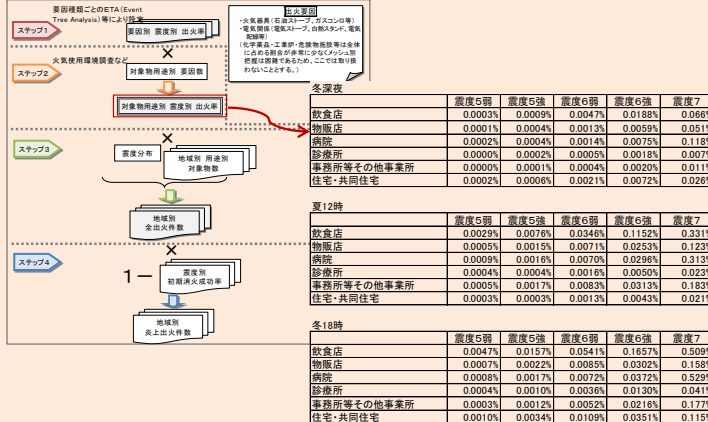 要因種類ごとのETA(Event
Tree Analysis)等により設定
ステップ1
要因別 震度別 出火率
出火要因
・火気器具(石油ストーブ、ガスコンロ等)
・電気関係(電気ストーブ、白熱スタンド、電気
配線等)
(化学薬品・工業炉・危険物施設等は全体
に占める割合が非常に少なくメッシュ別
把握は困難であるため、ここでは取り扱
わないこととする。)
×
火気使用環境調査など
ステップ2
対象物用途別 要因数
対象物用途別 震度別 出火率
×
ステップ3
震度分布
地域別 用途別
対象物数
地域別
全出火件数
×
ステップ4
1-
震度別
初期消火成功率
地域別
炎上出火件数
冬深夜
震度5弱 震度5強 震度6弱 震度6強 震度7
飲食店 0.0003% 0.0009% 0.0047% 0.0188% 0.066%
物販店 0.0001% 0.0004% 0.0013% 0.0059% 0.051%
病院 0.0002% 0.0004% 0.0014% 0.0075% 0.118%
診療所 0.0000% 0.0002% 0.0005% 0.0018% 0.007%
事務所等その他事業所 0.0000% 0.0001% 0.0004% 0.0020% 0.011%
住宅・共同住宅 0.0002% 0.0006% 0.0021% 0.0072% 0.026%
夏12時
震度5弱 震度5強 震度6弱 震度6強 震度7
飲食店 0.0029% 0.0076% 0.0346% 0.1152% 0.331%
物販店 0.0005% 0.0015% 0.0071% 0.0253% 0.123%
病院 0.0009% 0.0016% 0.0070% 0.0296% 0.313%
診療所 0.0004% 0.0004% 0.0016% 0.0050% 0.023%
事務所等その他事業所 0.0005% 0.0017% 0.0083% 0.0313% 0.183%
住宅・共同住宅 0.0003% 0.0003% 0.0013% 0.0043% 0.021%
冬18時
震度5弱 震度5強 震度6弱 震度6強 震度7
飲食店 0.0047% 0.0157% 0.0541% 0.1657% 0.509%
物販店 0.0007% 0.0022% 0.0085% 0.0302% 0.158%
病院 0.0008% 0.0017% 0.0072% 0.0372% 0.529%
診療所 0.0004% 0.0010% 0.0036% 0.0130% 0.041%
事務所等その他事業所 0.0003% 0.0012% 0.0052% 0.0216% 0.177%
住宅・共同住宅 0.0010% 0.0034% 0.0109% 0.0351% 0.115%